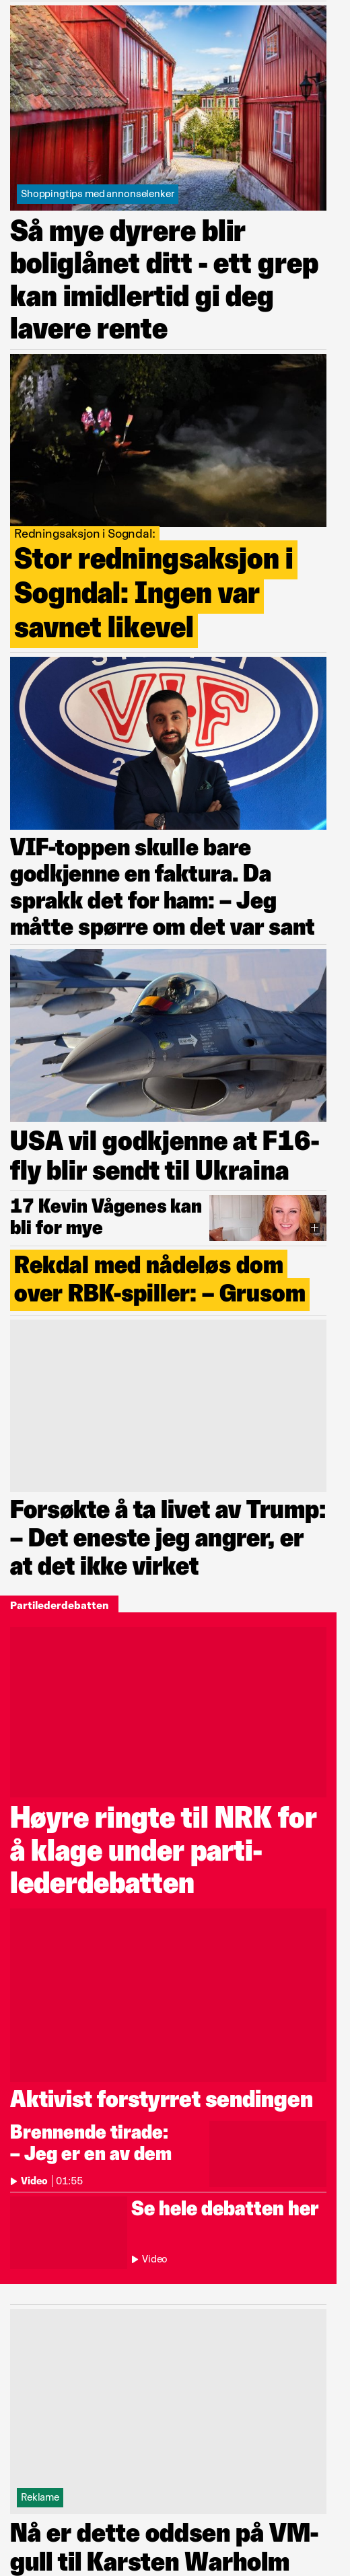 Shoppingtips med annonselenker
Så mye dyrere blir
boliglånet ditt - ett grep
kan imidlertid gi deg
lavere rente
Redningsaksjon i Sogndal:
Stor redningsaksjon i
Sogndal: Ingen var
savnet likevel
VIF
VIF-toppen skulle bare
godkjenne en faktura. Da
sprakk det for ham: – Jeg
måtte spørre om det var sant
USA vil godkjenne at F16-
fly blir sendt til Ukraina
17 Kevin Vågenes kan
bli for mye
Rekdal med nådeløs dom
over RBK-spiller: – Grusom
Forsøkte å ta livet av Trump:
– Det eneste jeg angrer, er
at det ikke virket
Partilederdebatten
Høyre ringte til NRK for
å klage under parti-
lederdebatten
Aktivist forstyrret sendingen
Brennende tirade:
– Jeg er en av dem
Video | 01:55
Se hele debatten her
Video
Reklame
Nå er dette oddsen på VM-
gull til Karsten Warholm